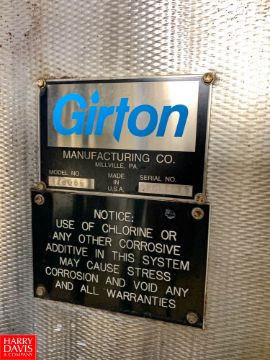 Girton
MANUFACTURING CO.
MILLVILLE, PA.
MODEL NO.
MADE
IN
U.S.A.
SERIAL NO.
NOTICE:
USE OF CHLORINE OR
ANY OTHER CORROSIVE
ADDITIVE IN THIS SYSTEM
MAY CAUSE STRESS
CORROSION AND VOID ANY
AND ALL WARRANTIES
HARRY
DAVIS
& COMPANY